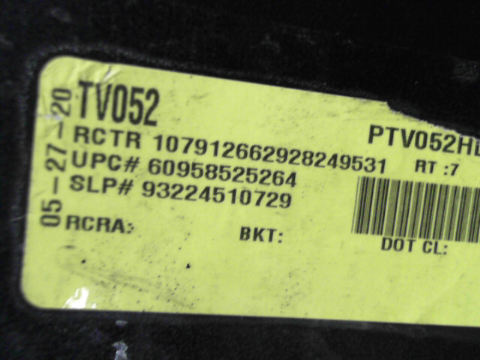 05-27-20
TV052
PTV052H
RCTR 107912662928249531 RT :7
UPC# 60958525264
SLP# 93224510729
RCRA: BKT: DOT CL: